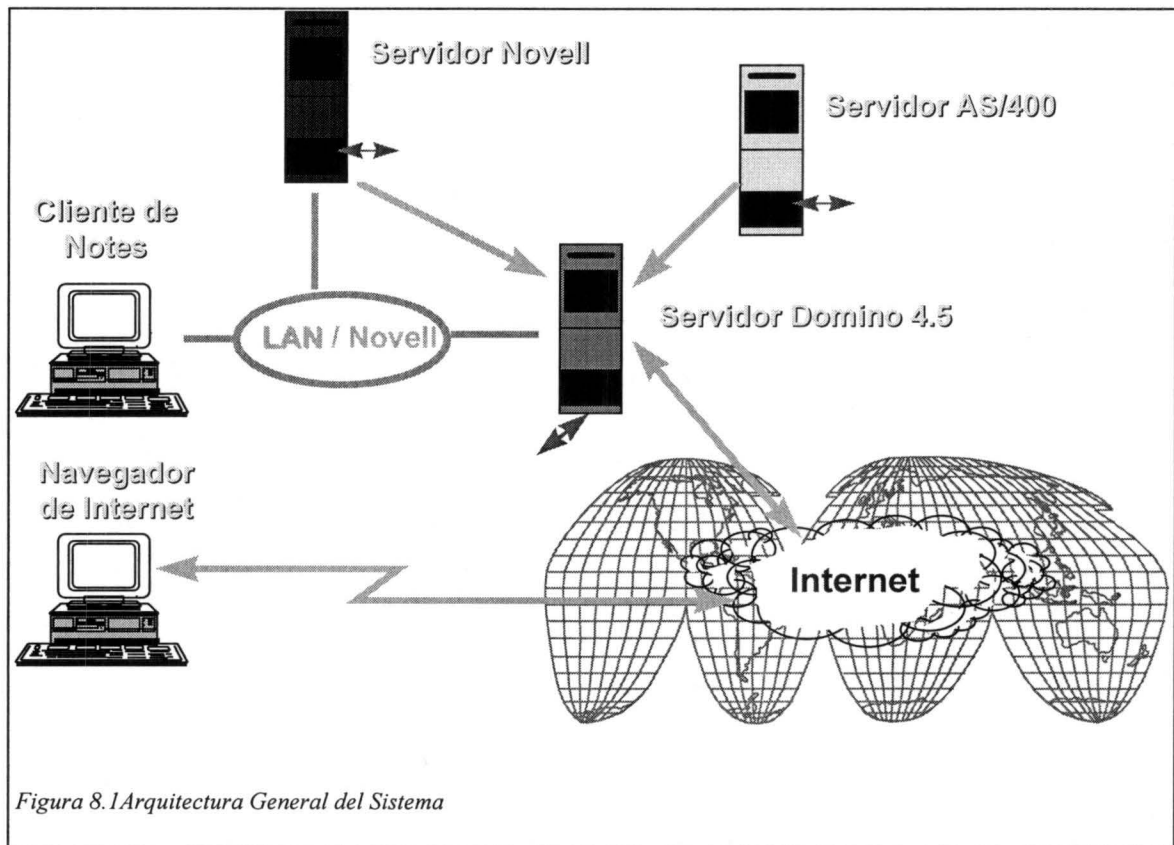 Servidor Novell
Servidor AS/400
Cliente de
Notes
Servidor Domino 4.5
LAN / Novell
Navegador
de Internet
Internet
Figura 8.1Arquitectura General del Sistema